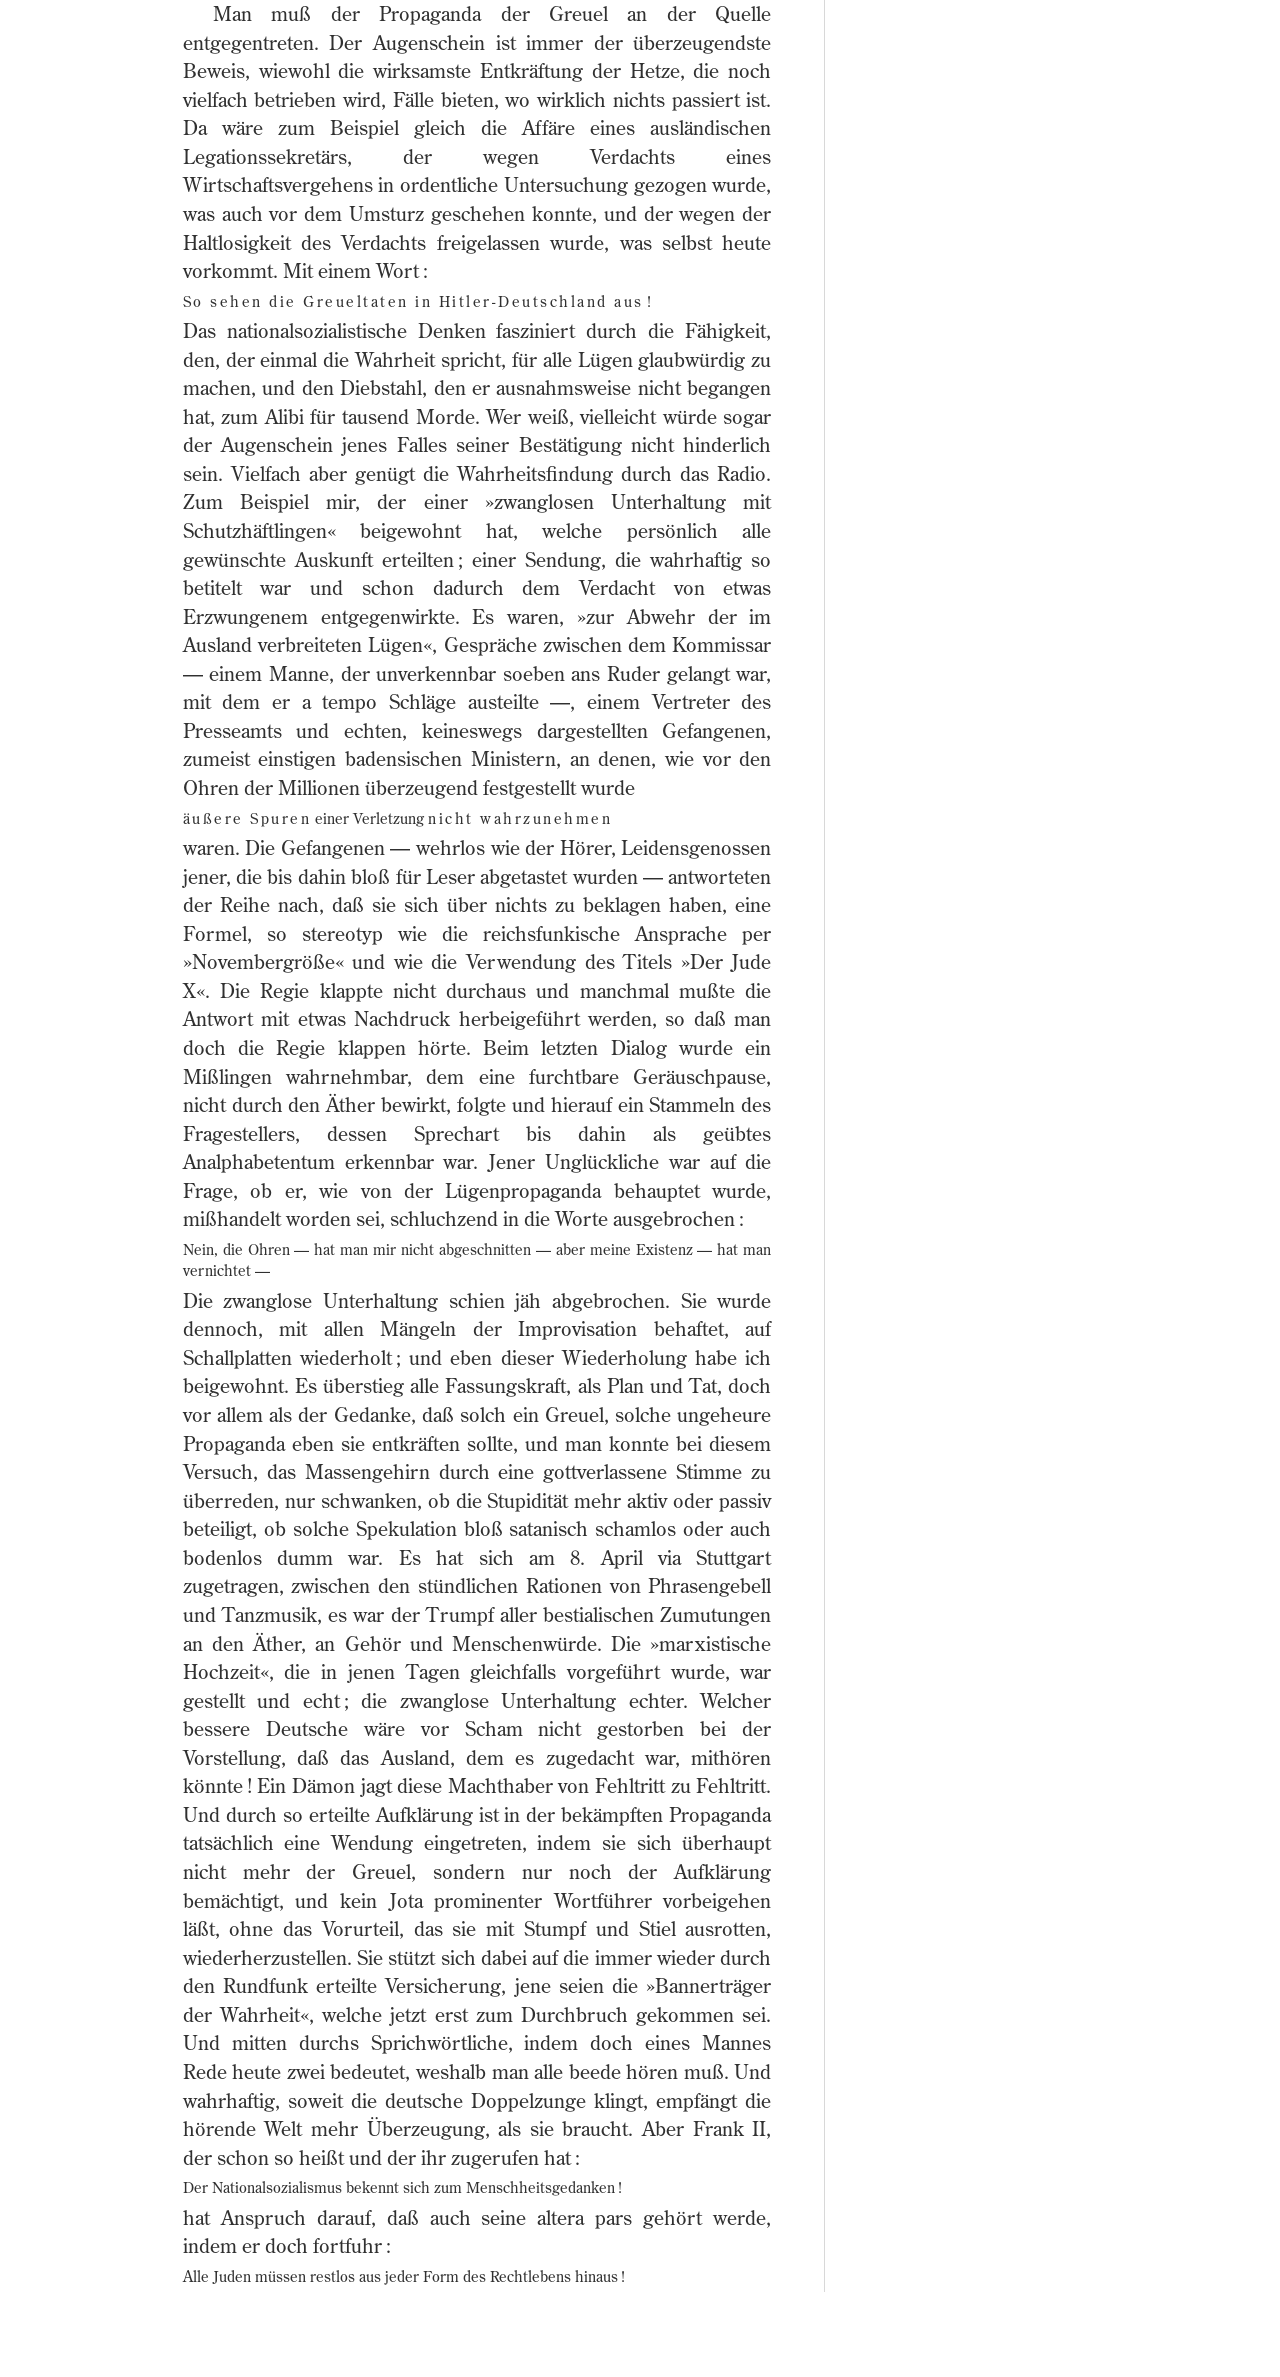 Man muß der Propaganda der Greuel an der Quelle
entgegentreten. Der Augenschein ist immer der überzeugendste
Beweis, wiewohl die wirksamste Entkräftung der Hetze, die noch
vielfach betrieben wird, Fälle bieten, wo wirklich nichts passiert ist.
Da wäre zum Beispiel gleich die Affäre eines ausländischen
Legationssekretärs, der wegen Verdachts eines
Wirtschaftsvergehens in ordentliche Untersuchung gezogen wurde,
was auch vor dem Umsturz geschehen konnte, und der wegen der
Haltlosigkeit des Verdachts freigelassen wurde, was selbst heute
vorkommt. Mit einem Wort :
So sehen die Greueltaten in Hitler-Deutschland aus !
Das nationalsozialistische Denken fasziniert durch die Fähigkeit,
den, der einmal die Wahrheit spricht, für alle Lügen glaubwürdig zu
machen, und den Diebstahl, den er ausnahmsweise nicht begangen
hat, zum Alibi für tausend Morde. Wer weiß, vielleicht würde sogar
der Augenschein jenes Falles seiner Bestätigung nicht hinderlich
sein. Vielfach aber genügt die Wahrheitsfindung durch das Radio.
Zum Beispiel mir, der einer »zwanglosen Unterhaltung mit
Schutzhäftlingen« beigewohnt hat, welche persönlich alle
gewünschte Auskunft erteilten ; einer Sendung, die wahrhaftig so
betitelt war und schon dadurch dem Verdacht von etwas
Erzwungenem entgegenwirkte. Es waren, »zur Abwehr der im
Ausland verbreiteten Lügen«, Gespräche zwischen dem Kommissar
— einem Manne, der unverkennbar soeben ans Ruder gelangt war,
mit dem er a tempo Schläge austeilte —, einem Vertreter des
Presseamts und echten, keineswegs dargestellten Gefangenen,
zumeist einstigen badensischen Ministern, an denen, wie vor den
Ohren der Millionen überzeugend festgestellt wurde
äußere Spuren einer Verletzung nicht wahrzunehmen
waren. Die Gefangenen — wehrlos wie der Hörer, Leidensgenossen
jener, die bis dahin bloß für Leser abgetastet wurden — antworteten
der Reihe nach, daß sie sich über nichts zu beklagen haben, eine
Formel, so stereotyp wie die reichsfunkische Ansprache per
»Novembergröße« und wie die Verwendung des Titels »Der Jude
X«. Die Regie klappte nicht durchaus und manchmal mußte die
Antwort mit etwas Nachdruck herbeigeführt werden, so daß man
doch die Regie klappen hörte. Beim letzten Dialog wurde ein
Mißlingen wahrnehmbar, dem eine furchtbare Geräuschpause,
nicht durch den Äther bewirkt, folgte und hierauf ein Stammeln des
Fragestellers, dessen Sprechart bis dahin als geübtes
Analphabetentum erkennbar war. Jener Unglückliche war auf die
Frage, ob er, wie von der Lügenpropaganda behauptet wurde,
mißhandelt worden sei, schluchzend in die Worte ausgebrochen :
Nein, die Ohren — hat man mir nicht abgeschnitten — aber meine Existenz — hat man
vernichtet —
Die zwanglose Unterhaltung schien jäh abgebrochen. Sie wurde
dennoch, mit allen Mängeln der Improvisation behaftet, auf
Schallplatten wiederholt ; und eben dieser Wiederholung habe ich
beigewohnt. Es überstieg alle Fassungskraft, als Plan und Tat, doch
vor allem als der Gedanke, daß solch ein Greuel, solche ungeheure
Propaganda eben sie entkräften sollte, und man konnte bei diesem
Versuch, das Massengehirn durch eine gottverlassene Stimme zu
überreden, nur schwanken, ob die Stupidität mehr aktiv oder passiv
beteiligt, ob solche Spekulation bloß satanisch schamlos oder auch
bodenlos dumm war. Es hat sich am 8. April via Stuttgart
zugetragen, zwischen den stündlichen Rationen von Phrasengebell
und Tanzmusik, es war der Trumpf aller bestialischen Zumutungen
an den Äther, an Gehör und Menschenwürde. Die »marxistische
Hochzeit«, die in jenen Tagen gleichfalls vorgeführt wurde, war
gestellt und echt ; die zwanglose Unterhaltung echter. Welcher
bessere Deutsche wäre vor Scham nicht gestorben bei der
Vorstellung, daß das Ausland, dem es zugedacht war, mithören
könnte ! Ein Dämon jagt diese Machthaber von Fehltritt zu Fehltritt.
Und durch so erteilte Aufklärung ist in der bekämpften Propaganda
tatsächlich eine Wendung eingetreten, indem sie sich überhaupt
nicht mehr der Greuel, sondern nur noch der Aufklärung
bemächtigt, und kein Jota prominenter Wortführer vorbeigehen
läßt, ohne das Vorurteil, das sie mit Stumpf und Stiel ausrotten,
wiederherzustellen. Sie stützt sich dabei auf die immer wieder durch
den Rundfunk erteilte Versicherung, jene seien die »Bannerträger
der Wahrheit«, welche jetzt erst zum Durchbruch gekommen sei.
Und mitten durchs Sprichwörtliche, indem doch eines Mannes
Rede heute zwei bedeutet, weshalb man alle beede hören muß. Und
wahrhaftig, soweit die deutsche Doppelzunge klingt, empfängt die
hörende Welt mehr Überzeugung, als sie braucht. Aber Frank II,
der schon so heißt und der ihr zugerufen hat :
Der Nationalsozialismus bekennt sich zum Menschheitsgedanken !
hat Anspruch darauf, daß auch seine altera pars gehört werde,
indem er doch fortfuhr :
Alle Juden müssen restlos aus jeder Form des Rechtlebens hinaus !